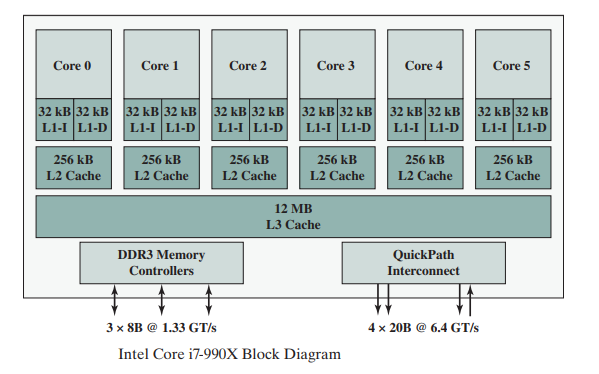 Core 0 Core 1 Core 2 Core 3 Core 4 Core 5
32 kB 32 kB 32 kB 32 kB 32 kB 32 kB 32 kB 32 kB 32 kB 32 kB 32 kB 32 kB
L1-I L1-D L1-I L1-D L1-I L1-D L1-I L1-D L1-I L1-D L1-I L1-D
256 kB 256 kB 256 kB 256 kB 256 kB 256 kB
L2 Cache L2 Cache L2 Cache L2 Cache L2 Cache L2 Cache
12 MB
L3 Cache
DDR3 Memory
Controllers
QuickPath
Interconnect
3 × 8B @ 1.33 GT/s
4 × 20B @ 6.4 GT/s
Intel Core i7-990X Block Diagram